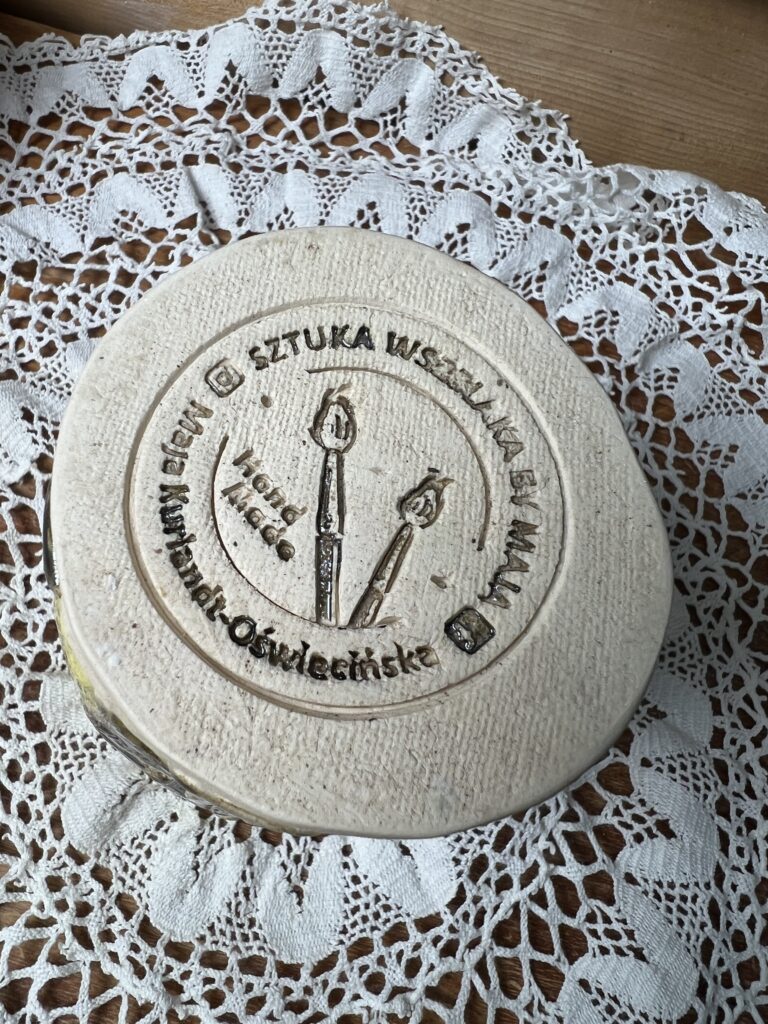 SZTUKA WSZELAKA BY MAJA
Maja Kurlandt-Oświecińska
Hand
Made